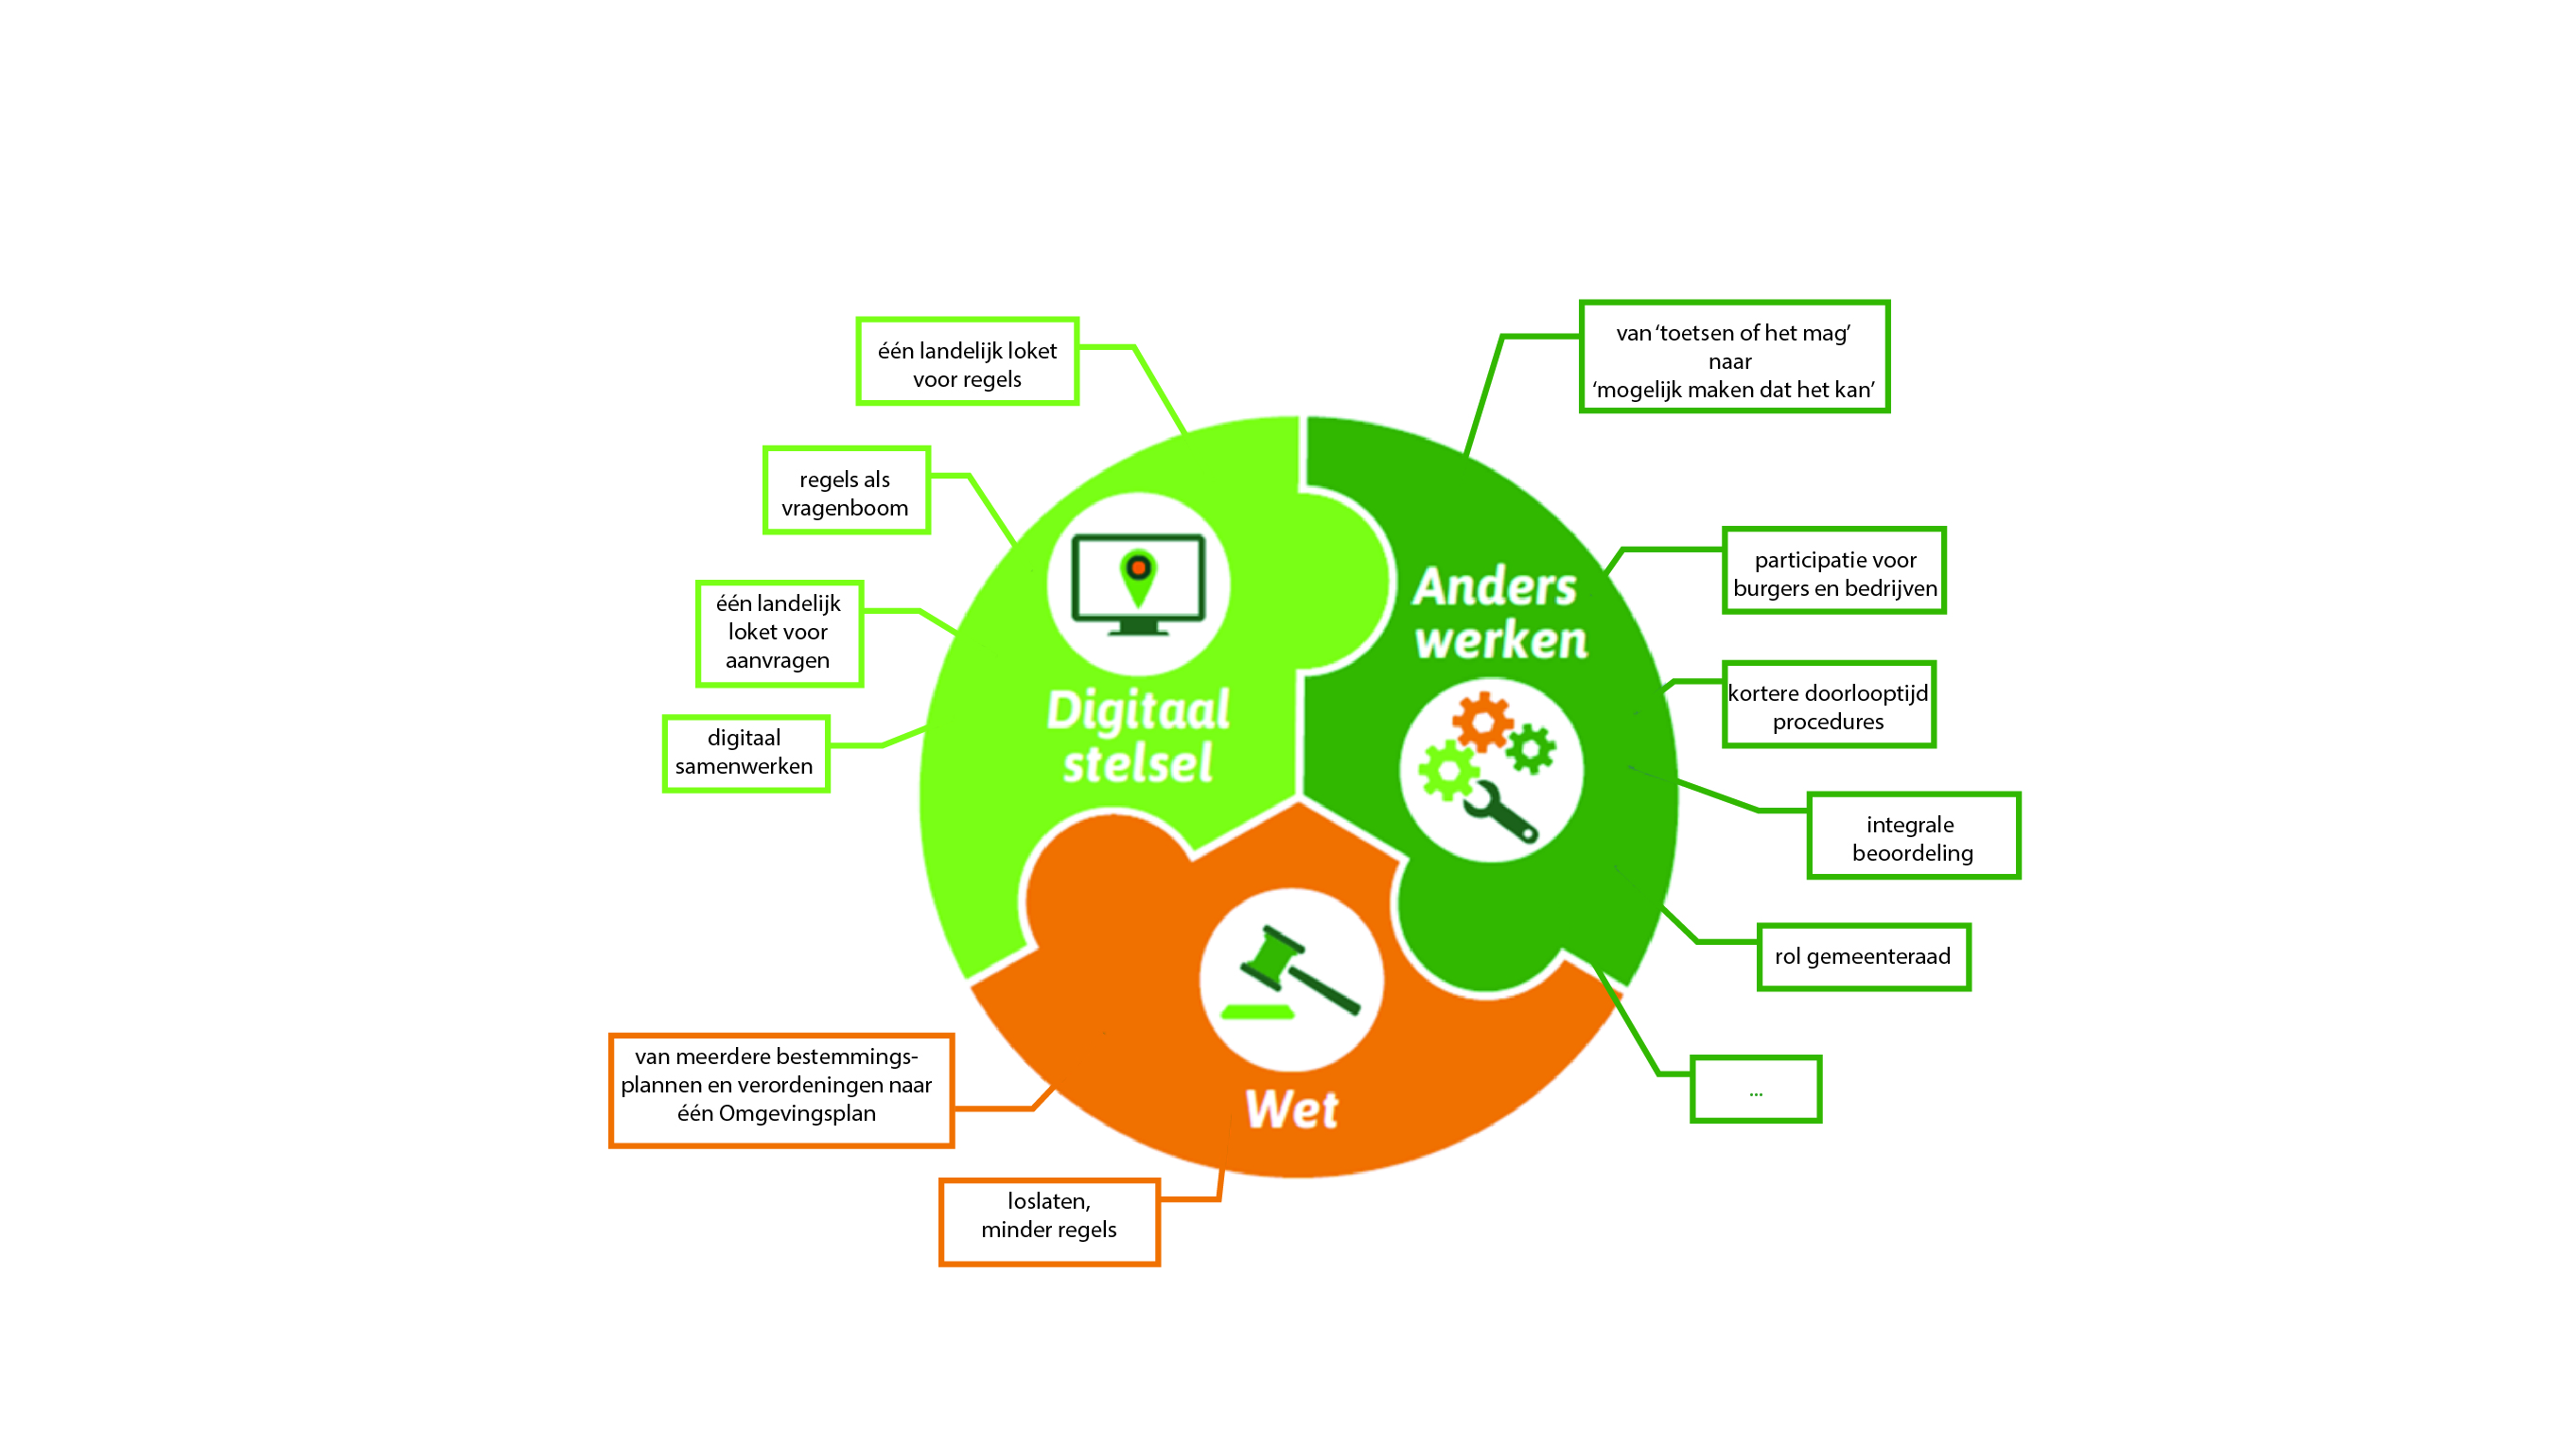 één landelijk loket
voor regels
regels als
vragenboom
één landelijk
loket voor
aanvragen
digitaal
samenwerken
Digitaal
stelsel
van ‘toetsen of het mag’
naar
‘mogelijk maken dat het kan’
participatie voor
burgers en bedrijven
Anders
werken
kortere doorlooptijd
procedures
integrale
beoordeling
rol gemeenteraad
...
van meerdere bestemmings-
plannen en verordeningen naar
één Omgevingsplan
Wet
loslaten,
minder regels